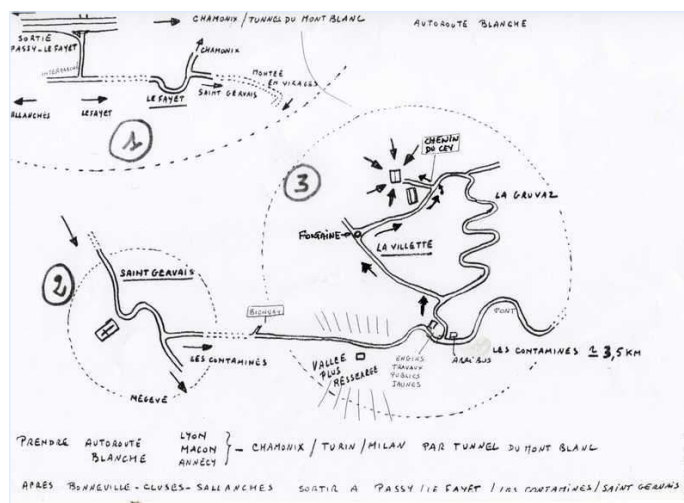 CHAMONIX / TUNNEL DU MONT BLANC
AUTOROUTE BLANCHE
SORTIE
PASSY-LE FAYET
INTERMARCHE
CHAMONIX
MONTÉE
EN VIRAGES
LE FAYET
SAINT GERVAIS
SALLANCHES
LE FAYET
1
CHEMIN
DU CEY
3
LA GRUVAZ
FONTAINE
LA VILLETTE
SAINT GERVAIS
2
BIONNAY
PONT
LES CONTAMINES
VALLÉE
PLUS
RESSERRÉE
ENGINS
TRAVAUX
PUBLICS
JAUNES
ABRI BUS
LES CONTAMINES ≃ 3,5 KM
MEGÈVE
PRENDRE AUTOROUTE BLANCHE
LYON
MACON
ANNECY
- CHAMONIX / TURIN / MILAN PAR TUNNEL DU MONT BLANC
APRÈS BONNEVILLE - CLUSES - SALLANCHES SORTIR A PASSY / LE FAYET / LES CONTAMINES / SAINT GERVAIS